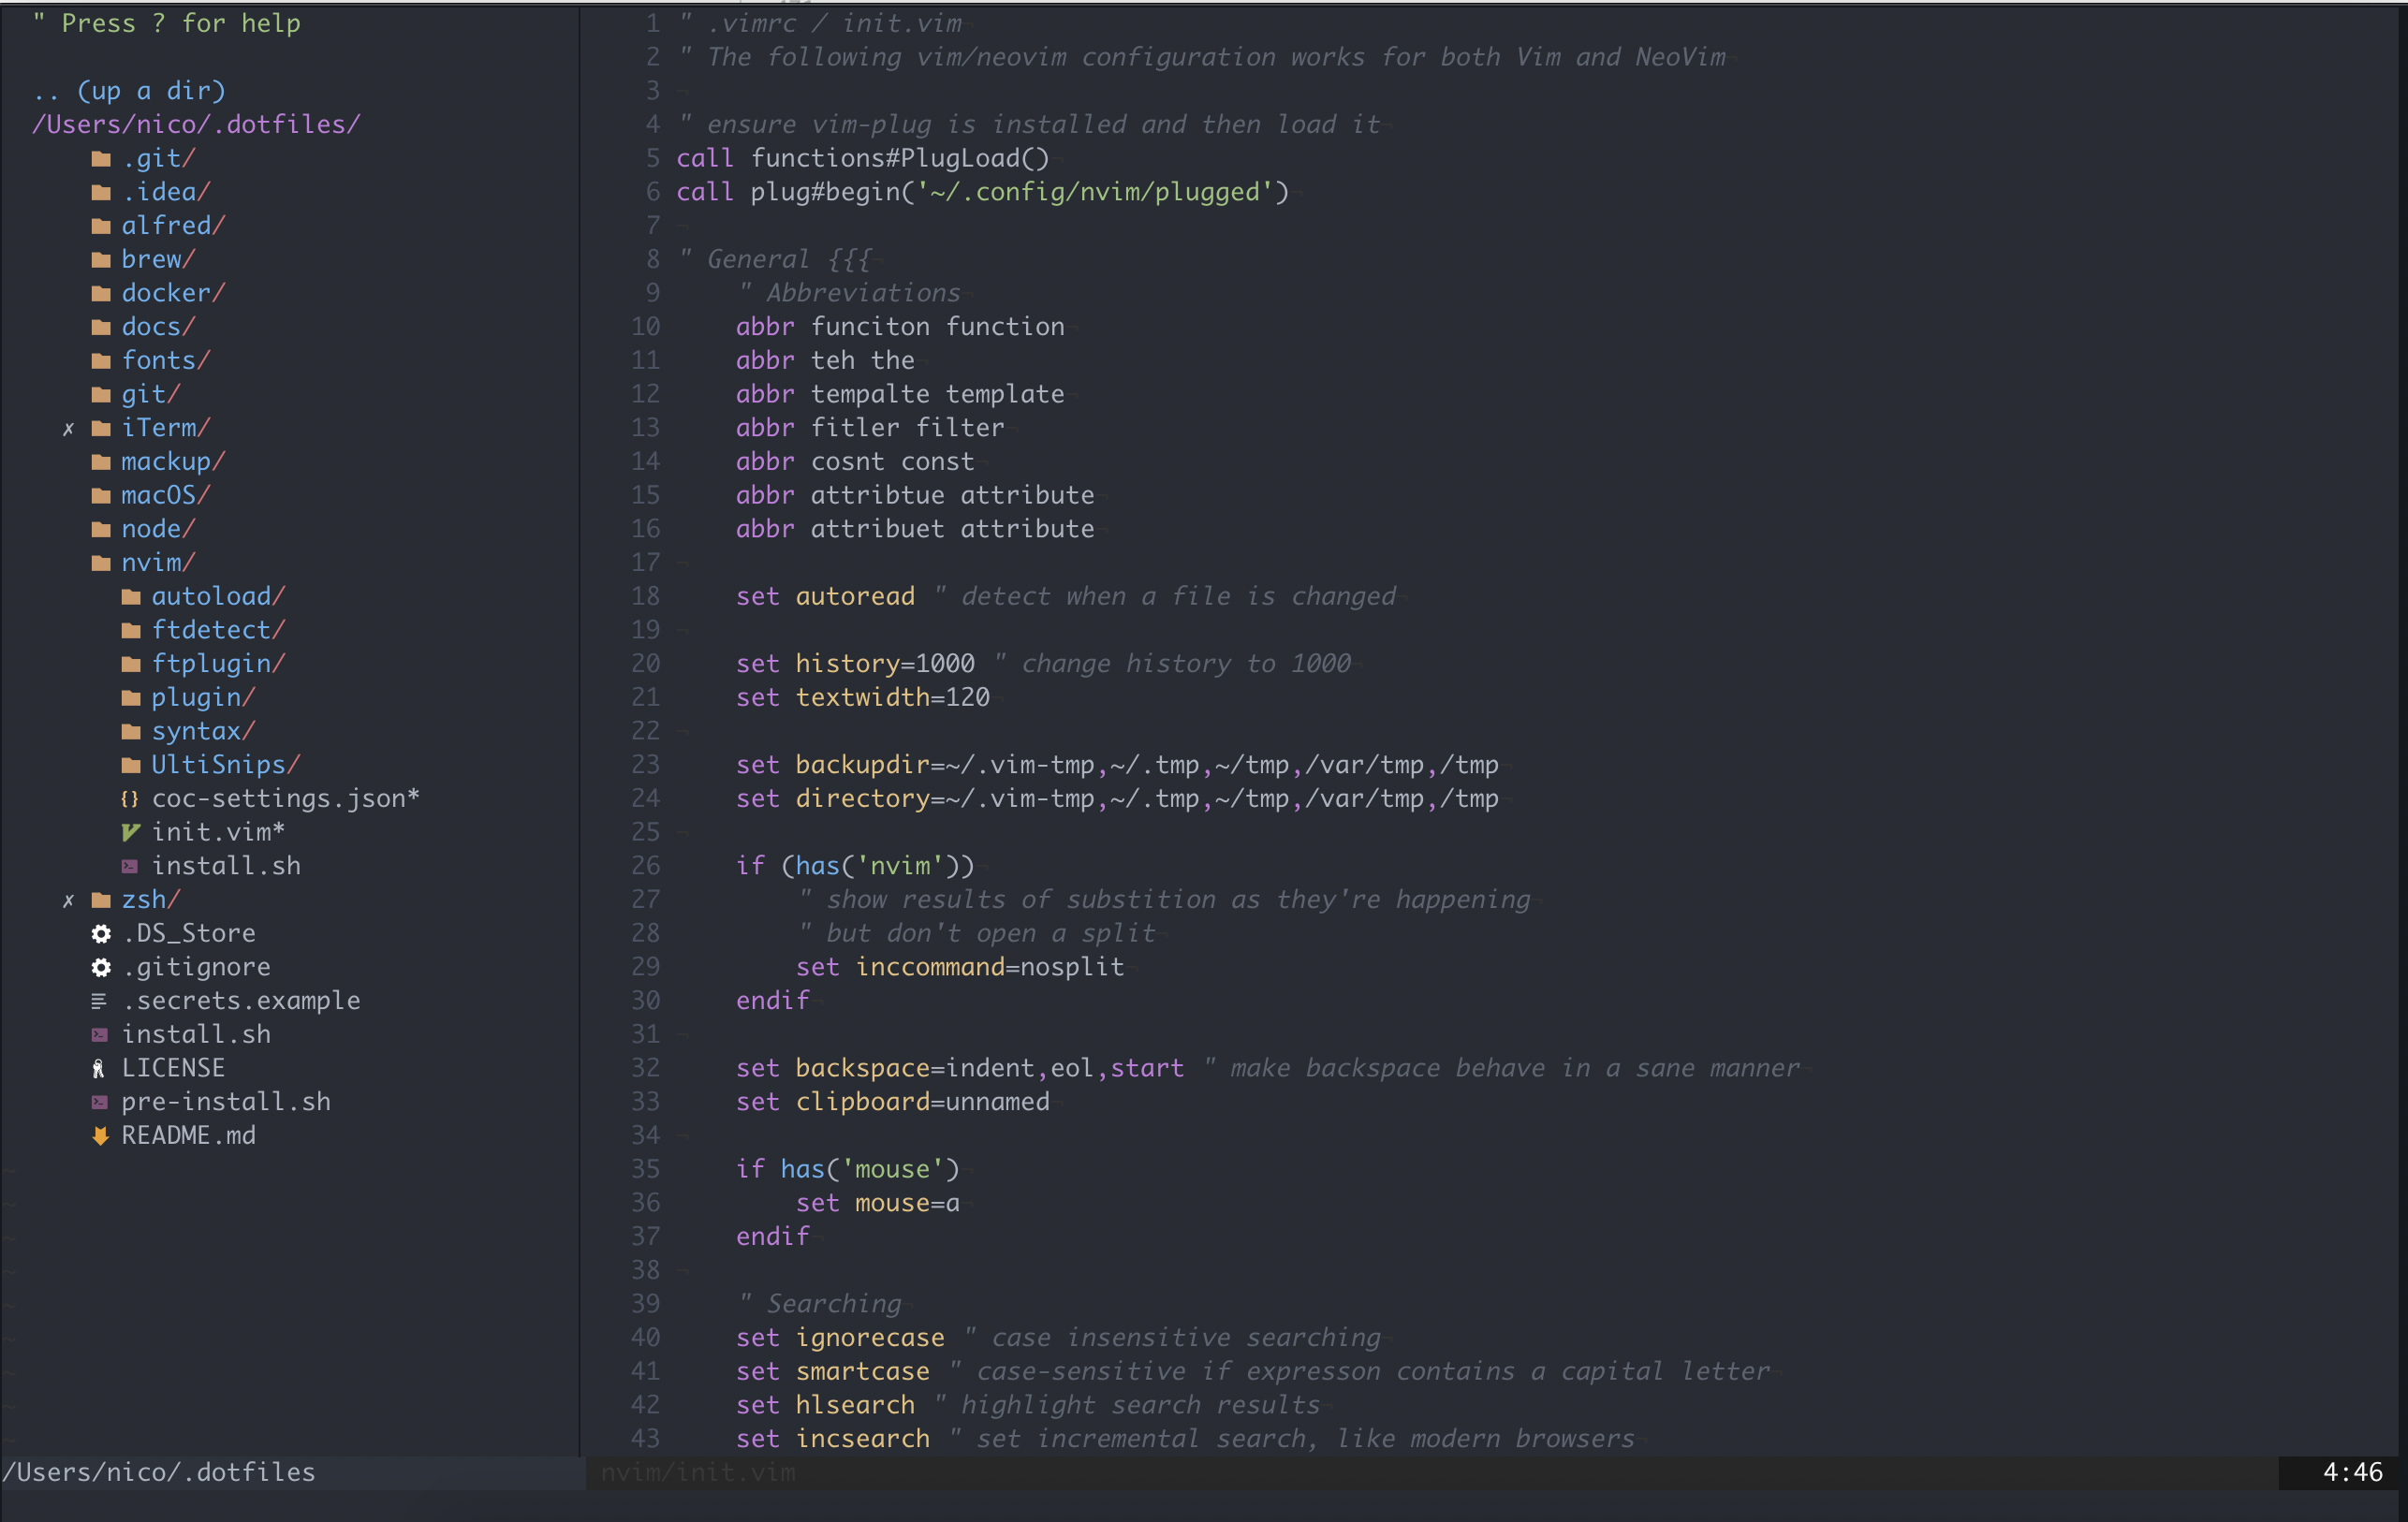 " Press ? for help
.. (up a dir)
/Users/nico/.dotfiles/
.git/
.idea/
alfred/
brew/
docker/
docs/
fonts/
git/
✗ iTerm/
mackup/
macOS/
node/
nvim/
autoload/
ftdetect/
ftplugin/
plugin/
syntax/
UltiSnips/
{} coc-settings.json*
init.vim*
install.sh
✗ zsh/
.DS_Store
.gitignore
.secrets.example
install.sh
LICENSE
pre-install.sh
README.md
~
~
~
~
~
~
~
~
~
/Users/nico/.dotfiles
1 " .vimrc / init.vim¬
2 " The following vim/neovim configuration works for both Vim and NeoVim¬
3 ¬
4 " ensure vim-plug is installed and then load it¬
5 call functions#PlugLoad()¬
6 call plug#begin('~/.config/nvim/plugged')¬
7 ¬
8 " General {{{¬
9     " Abbreviations¬
10     abbr funciton function¬
11     abbr teh the¬
12     abbr tempalte template¬
13     abbr fitler filter¬
14     abbr cosnt const¬
15     abbr attribtue attribute¬
16     abbr attribuet attribute¬
17 ¬
18     set autoread " detect when a file is changed¬
19 ¬
20     set history=1000 " change history to 1000¬
21     set textwidth=120¬
22 ¬
23     set backupdir=~/.vim-tmp,~/.tmp,~/tmp,/var/tmp,/tmp¬
24     set directory=~/.vim-tmp,~/.tmp,~/tmp,/var/tmp,/tmp¬
25 ¬
26     if (has('nvim'))¬
27         " show results of substition as they're happening¬
28         " but don't open a split¬
29         set inccommand=nosplit¬
30     endif¬
31 ¬
32     set backspace=indent,eol,start " make backspace behave in a sane manner¬
33     set clipboard=unnamed¬
34 ¬
35     if has('mouse')¬
36         set mouse=a¬
37     endif¬
38 ¬
39     " Searching¬
40     set ignorecase " case insensitive searching¬
41     set smartcase " case-sensitive if expresson contains a capital letter¬
42     set hlsearch " highlight search results¬
43     set incsearch " set incremental search, like modern browsers¬
nvim/init.vim
4:46